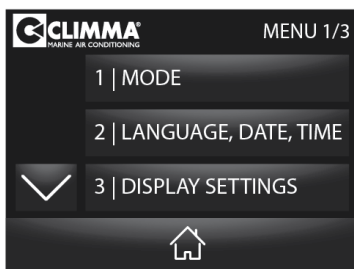 CLIMMA®
MARINE AIR CONDITIONING
MENU 1/3
1 | MODE
2 | LANGUAGE, DATE, TIME
3 | DISPLAY SETTINGS